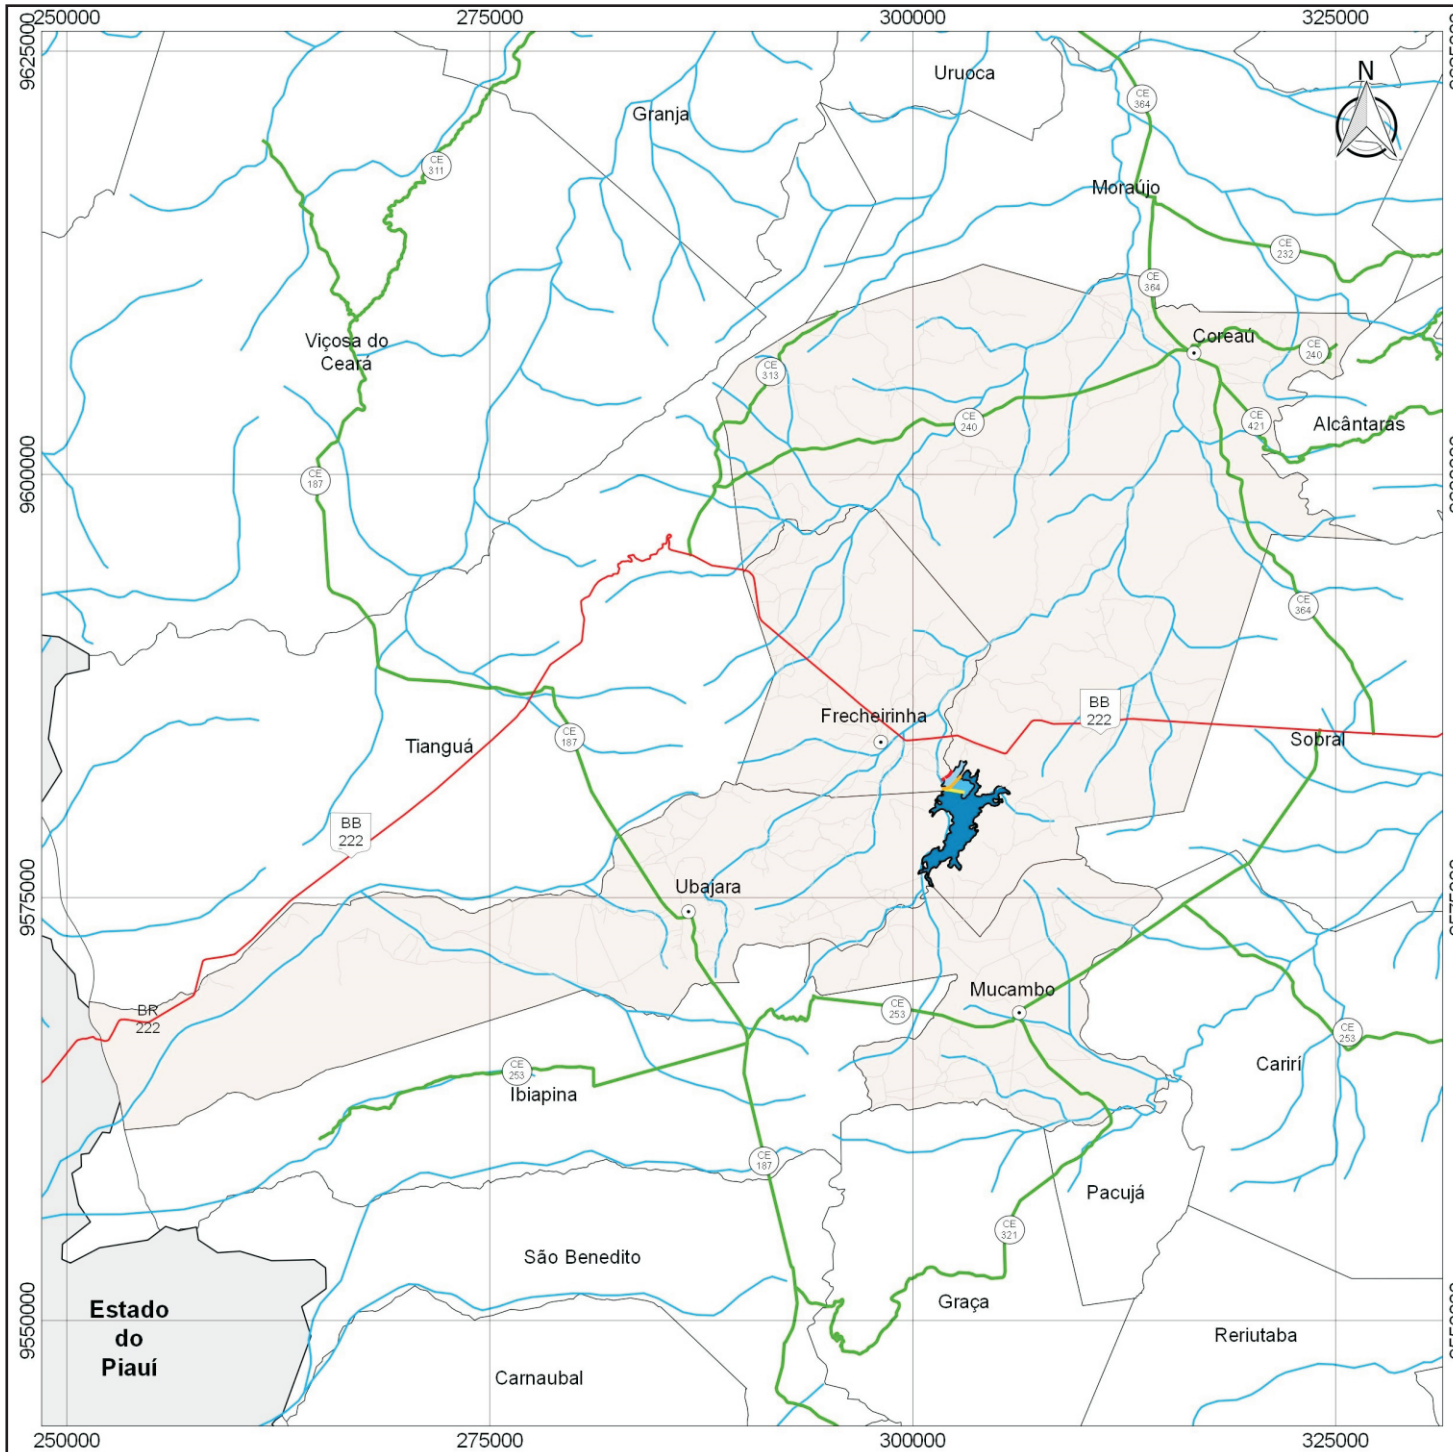 250000
275000
300000
325000
9625000
N
Uruoca
CE
364
Granja
CE
311
Moraújo
CE
232
CE
364
Viçosa do
Ceará
Coreaú
CE
240
CE
313
CE
240
CE
421
Alcântaras
9600000
CE
187
CE
364
Frecheirinha
BB
222
CE
187
Tianguá
Sobral
BB
222
Ubajara
9575000
Mucambo
CE
253
BR
222
CE
253
Carirí
CE
253
Ibiapina
CE
187
Pacujá
CE
321
São Benedito
Graça
Estado
do
Piauí
9550000
Reriutaba
Carnaubal
250000
275000
300000
325000